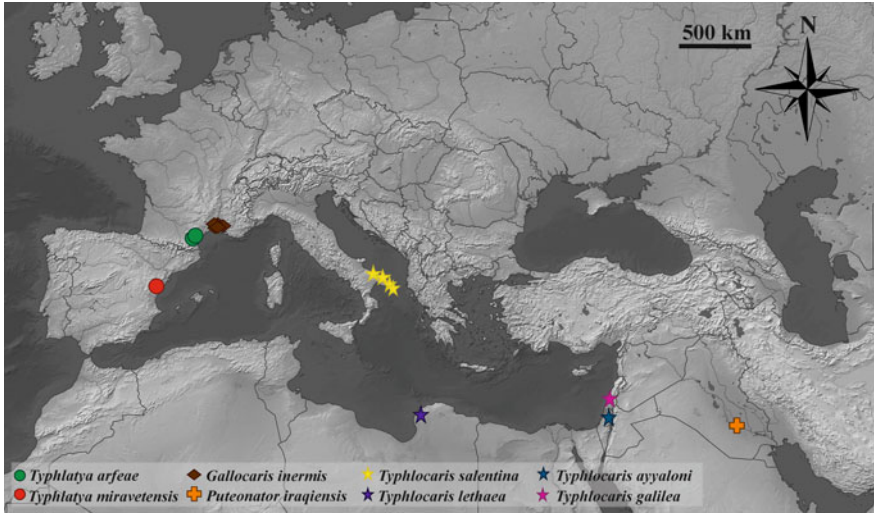 500 km
N
Typhlatya arfeae Gallocaris inermis Typhlocaris salentina Typhlocaris ayyaloni
Typhlatya miravetensis Puteonator iraqiensis Typhlocaris lethaea Typhlocaris galilea